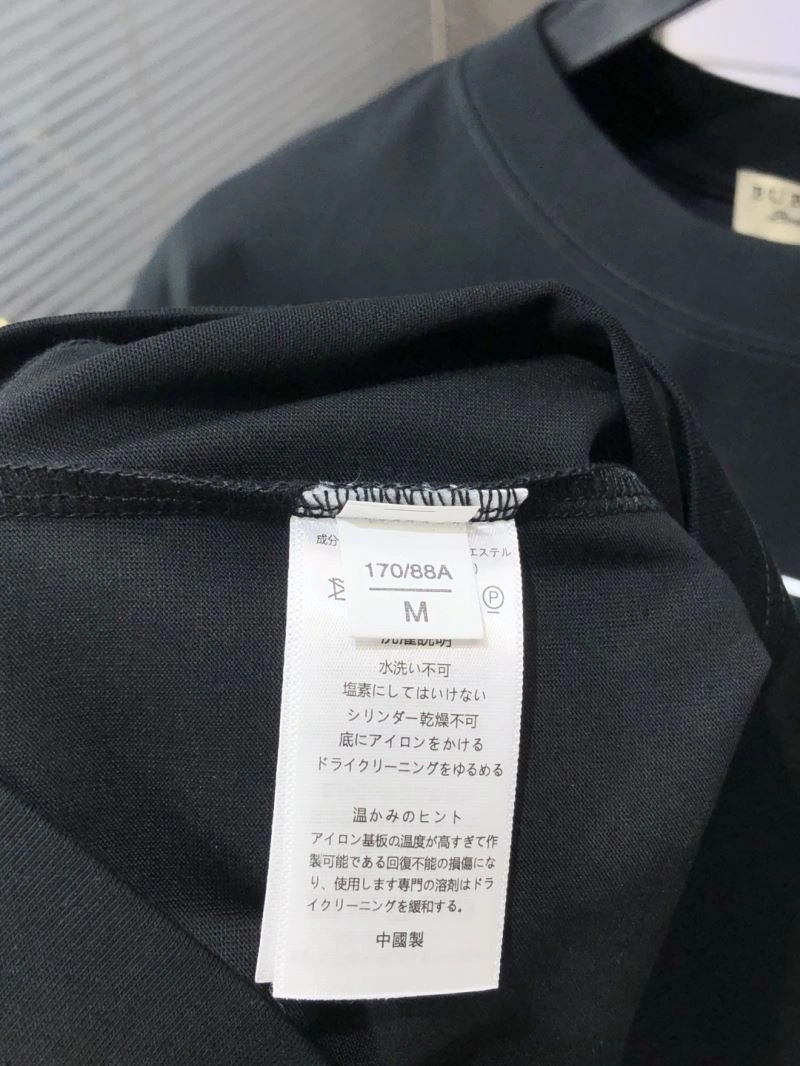 BUR
成分
エステル
)
170/88A
M
P
洗濯説明
水洗い不可
塩素にしてはいけない
シリンダー乾燥不可
底にアイロンをかける
ドライクリーニングをゆるめる
温かみのヒント
アイロン基板の温度が高すぎて作
製可能である回復不能の損傷にな
り、使用します専門の溶剤はドラ
イクリーニングを緩和する。
中國製